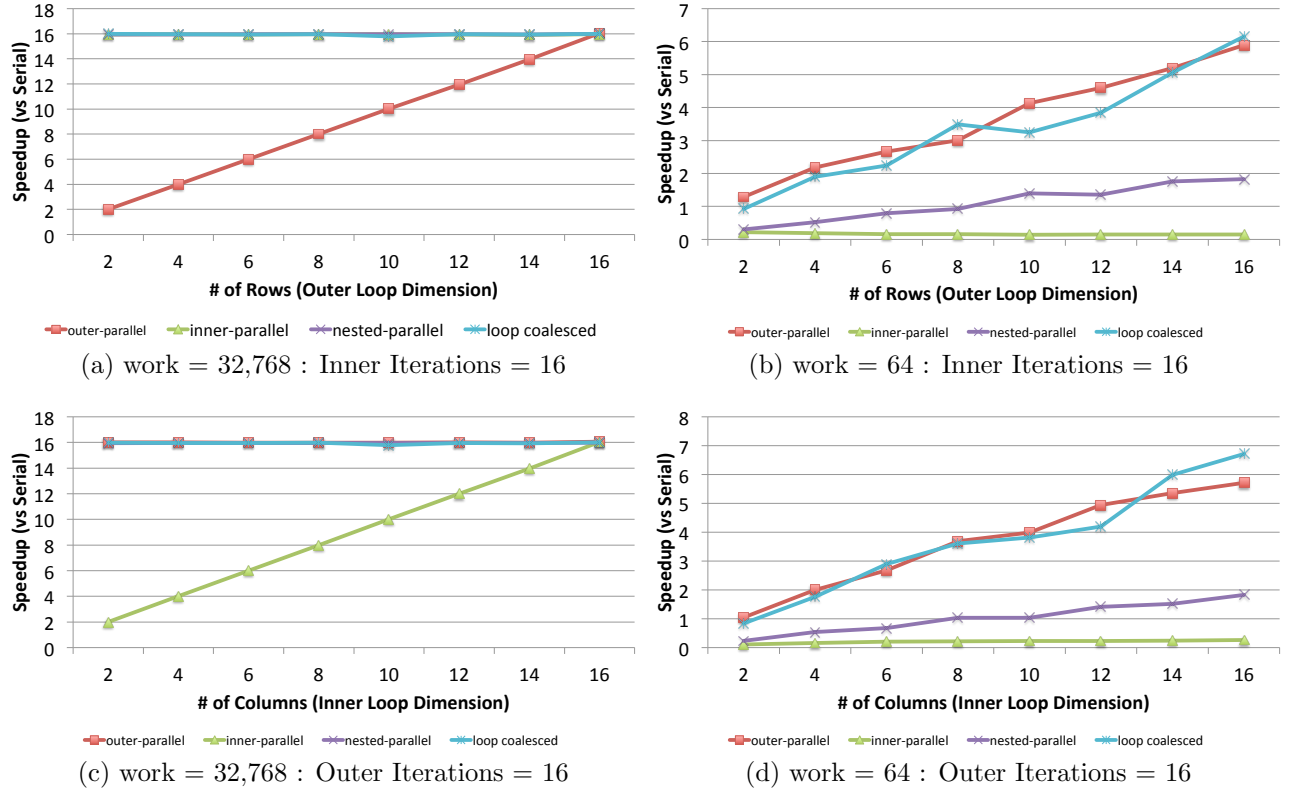 18
16
14
12
10
8
6
4
2
0
Speedup (vs Serial)
2 4 6 8 10 12 14 16
# of Rows (Outer Loop Dimension)
outer-parallel inner-parallel nested-parallel loop coalesced
(a) work = 32,768 : Inner Iterations = 16
7
6
5
4
3
2
1
0
Speedup (vs Serial)
2 4 6 8 10 12 14 16
# of Rows (Outer Loop Dimension)
outer-parallel inner-parallel nested-parallel loop coalesced
(b) work = 64 : Inner Iterations = 16
18
16
14
12
10
8
6
4
2
0
Speedup (vs Serial)
2 4 6 8 10 12 14 16
# of Columns (Inner Loop Dimension)
outer-parallel inner-parallel nested-parallel loop coalesced
(c) work = 32,768 : Outer Iterations = 16
8
7
6
5
4
3
2
1
0
Speedup (vs Serial)
2 4 6 8 10 12 14 16
# of Columns (Inner Loop Dimension)
outer-parallel inner-parallel nested-parallel loop coalesced
(d) work = 64 : Outer Iterations = 16